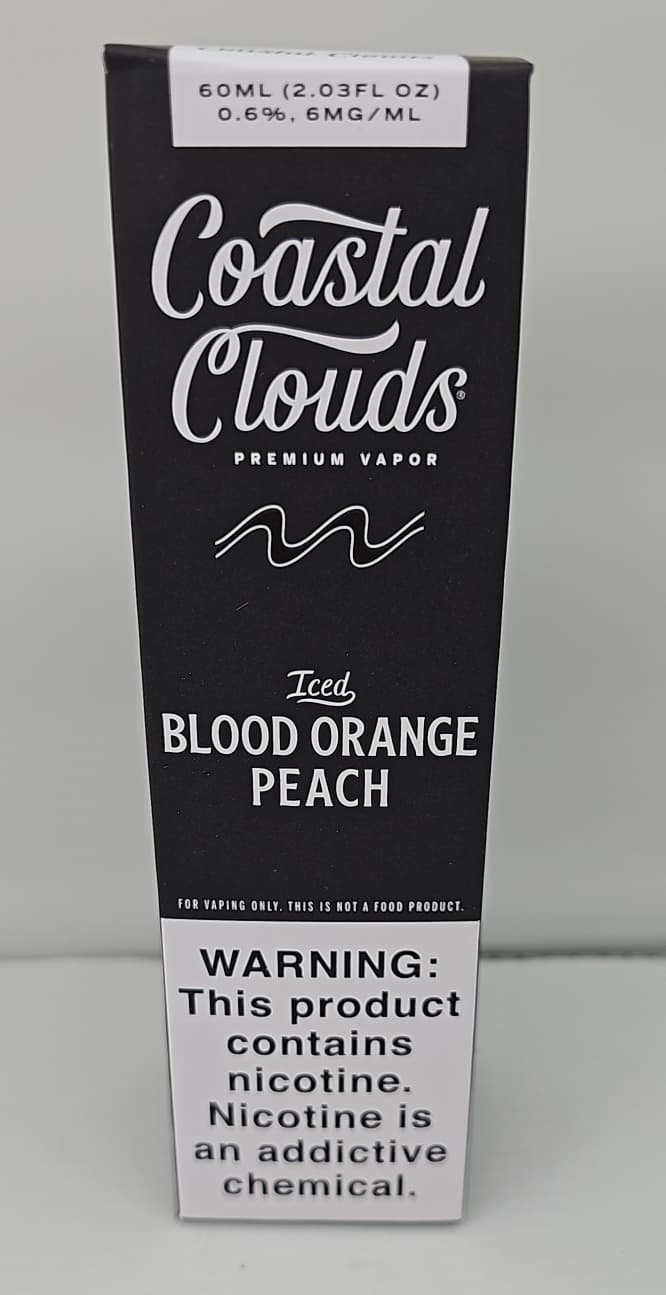 60ML (2.03FL OZ)
0.6%, 6MG/ML
Coastal
Clouds®
PREMIUM VAPOR
Iced
BLOOD ORANGE
PEACH
FOR VAPING ONLY. THIS IS NOT A FOOD PRODUCT.
WARNING:
This product
contains
nicotine.
Nicotine is
an addictive
chemical.